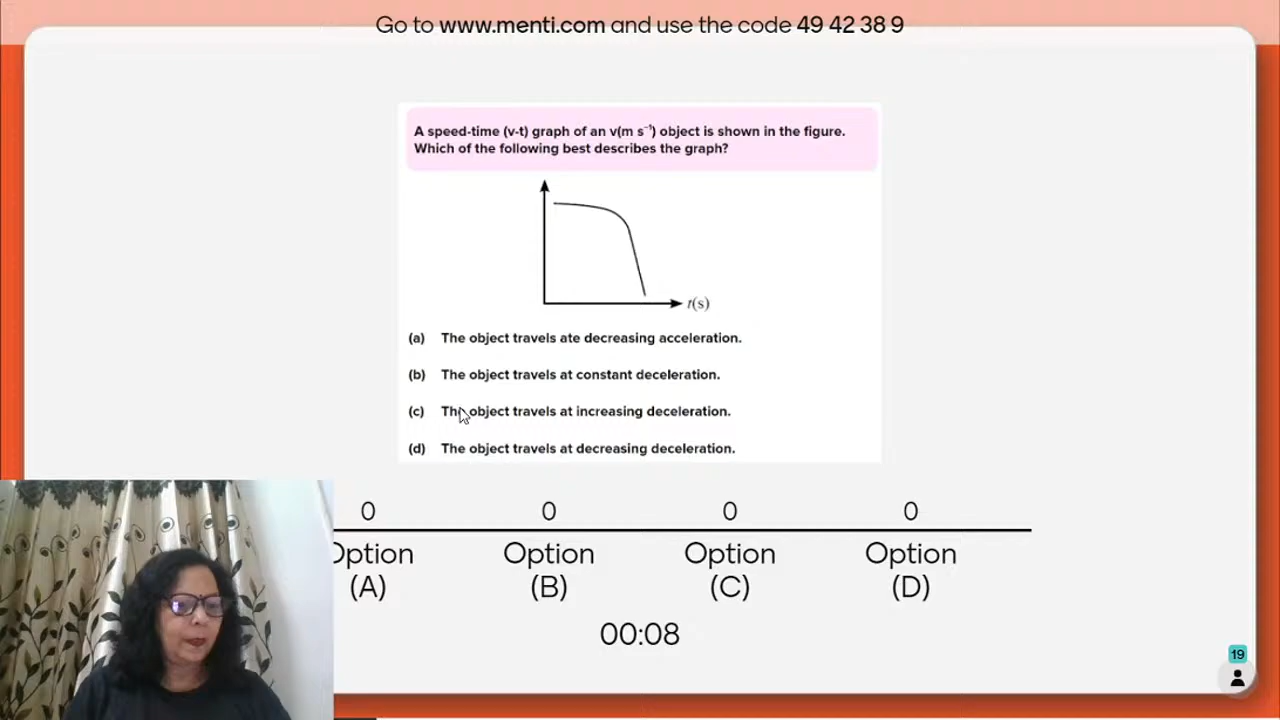 Go to www.menti.com and use the code 49 42 38 9
A speed-time (v-t) graph of an v(m s⁻¹) object is shown in the figure.
Which of the following best describes the graph?
t(s)
(a) The object travels ate decreasing acceleration.
(b) The object travels at constant deceleration.
(c) The object travels at increasing deceleration.
(d) The object travels at decreasing deceleration.
0 0 0 0
Option Option Option Option
(A) (B) (C) (D)
00:08
19